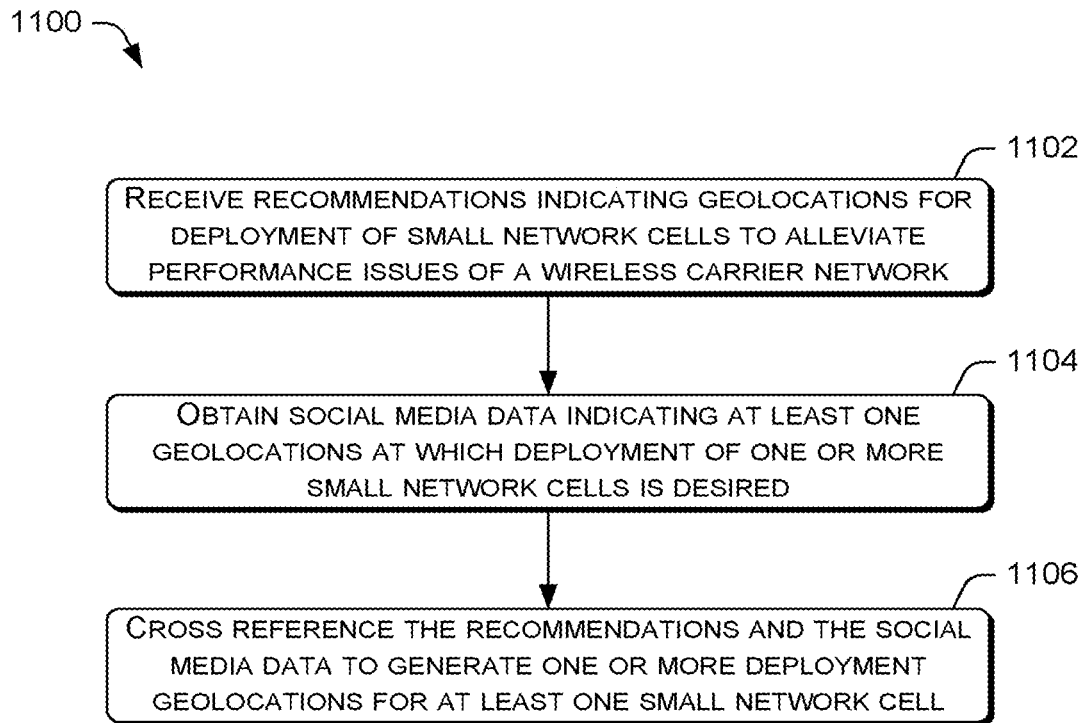 1100
1102
RECEIVE RECOMMENDATIONS INDICATING GEOLOCATIONS FOR
DEPLOYMENT OF SMALL NETWORK CELLS TO ALLEVIATE
PERFORMANCE ISSUES OF A WIRELESS CARRIER NETWORK
1104
OBTAIN SOCIAL MEDIA DATA INDICATING AT LEAST ONE
GEOLOCATIONS AT WHICH DEPLOYMENT OF ONE OR MORE
SMALL NETWORK CELLS IS DESIRED
1106
CROSS REFERENCE THE RECOMMENDATIONS AND THE SOCIAL
MEDIA DATA TO GENERATE ONE OR MORE DEPLOYMENT
GEOLOCATIONS FOR AT LEAST ONE SMALL NETWORK CELL